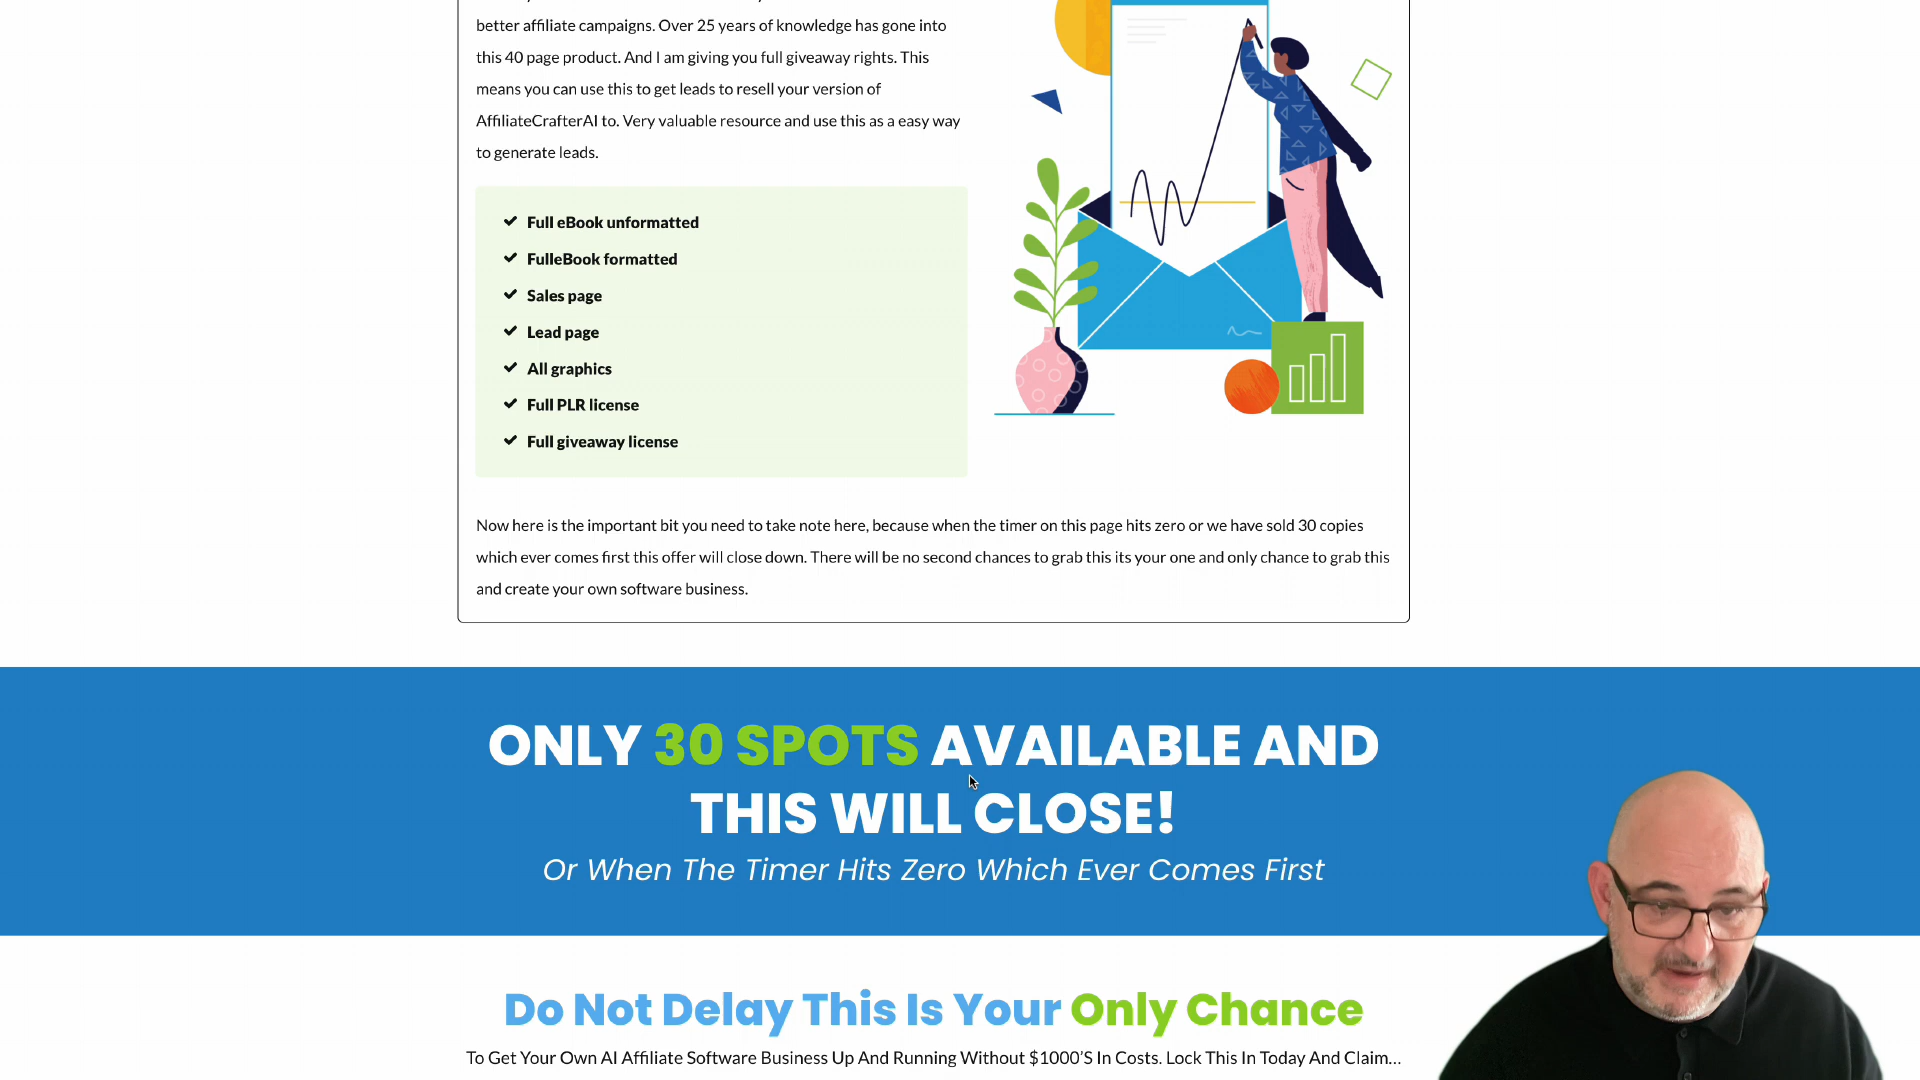 better affiliate campaigns. Over 25 years of knowledge has gone into
this 40 page product. And I am giving you full giveaway rights. This
means you can use this to get leads to resell your version of
AffiliateCrafterAI to. Very valuable resource and use this as a easy way
to generate leads.
Full eBook unformatted
FulleBook formatted
Sales page
Lead page
All graphics
Full PLR license
Full giveaway license
Now here is the important bit you need to take note here, because when the timer on this page hits zero or we have sold 30 copies
which ever comes first this offer will close down. There will be no second chances to grab this its your one and only chance to grab this
and create your own software business.
ONLY 30 SPOTS AVAILABLE AND
THIS WILL CLOSE!
Or When The Timer Hits Zero Which Ever Comes First
Do Not Delay This Is Your Only Chance
To Get Your Own AI Affiliate Software Business Up And Running Without $1000'S In Costs. Lock This In Today And Claim...